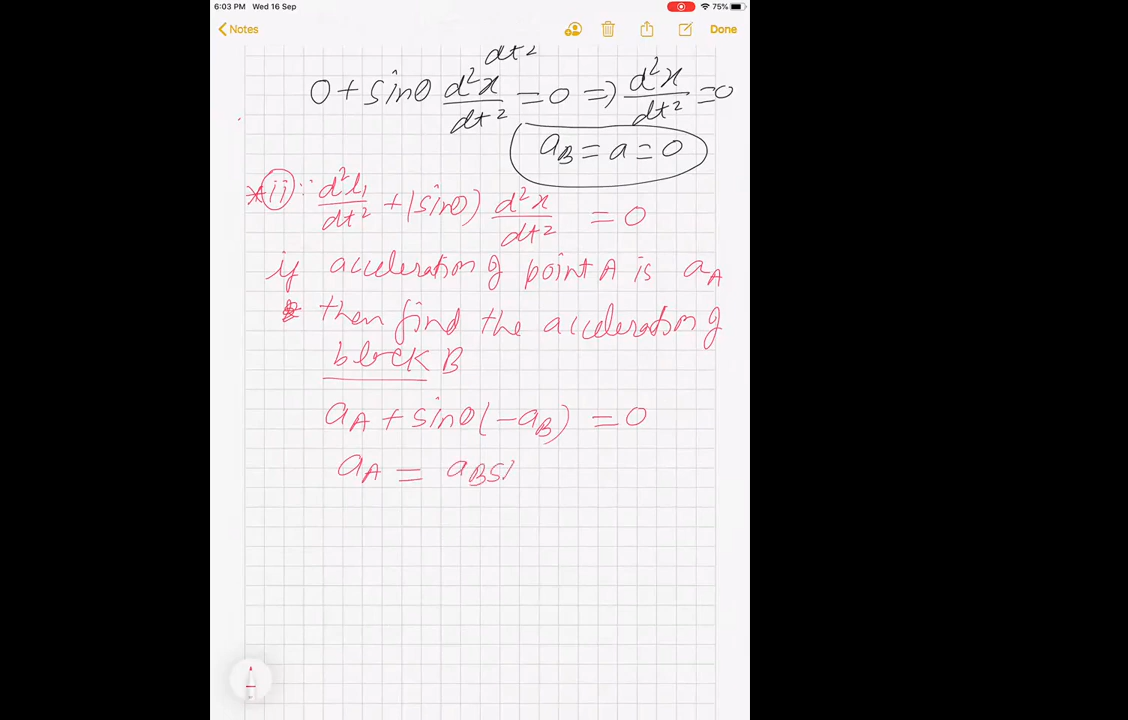 6:03 PM Wed 16 Sep
75%
Notes
Done
dt²
0 + sinθ d²x/dt² = 0 ⇒ d²x/dt² = 0
a_B = a = 0
*ii) ∵ d²l₁/dt² + (sinθ) d²x/dt² = 0
if acceleration of point A is a_A
then find the acceleration of
block B
a_A + sinθ(-a_B) = 0
a_A = a_B si